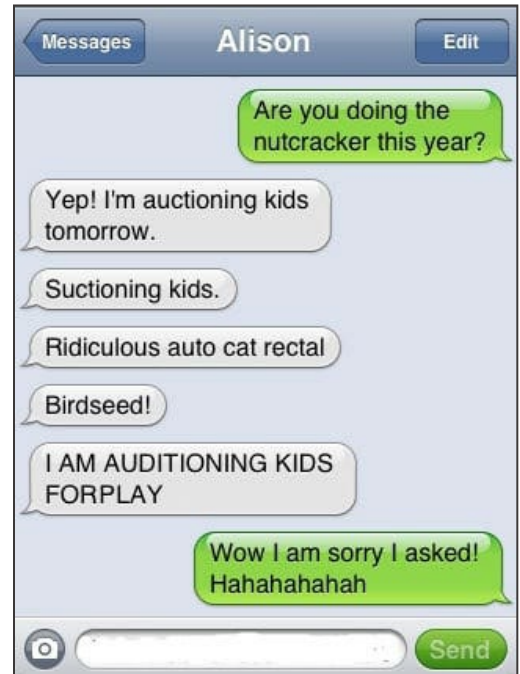 Messages
Alison
Edit
Are you doing the
nutcracker this year?
Yep! I'm auctioning kids
tomorrow.
Suctioning kids.
Ridiculous auto cat rectal
Birdseed!
I AM AUDITIONING KIDS
FORPLAY
Wow I am sorry I asked!
Hahahahahah
Send